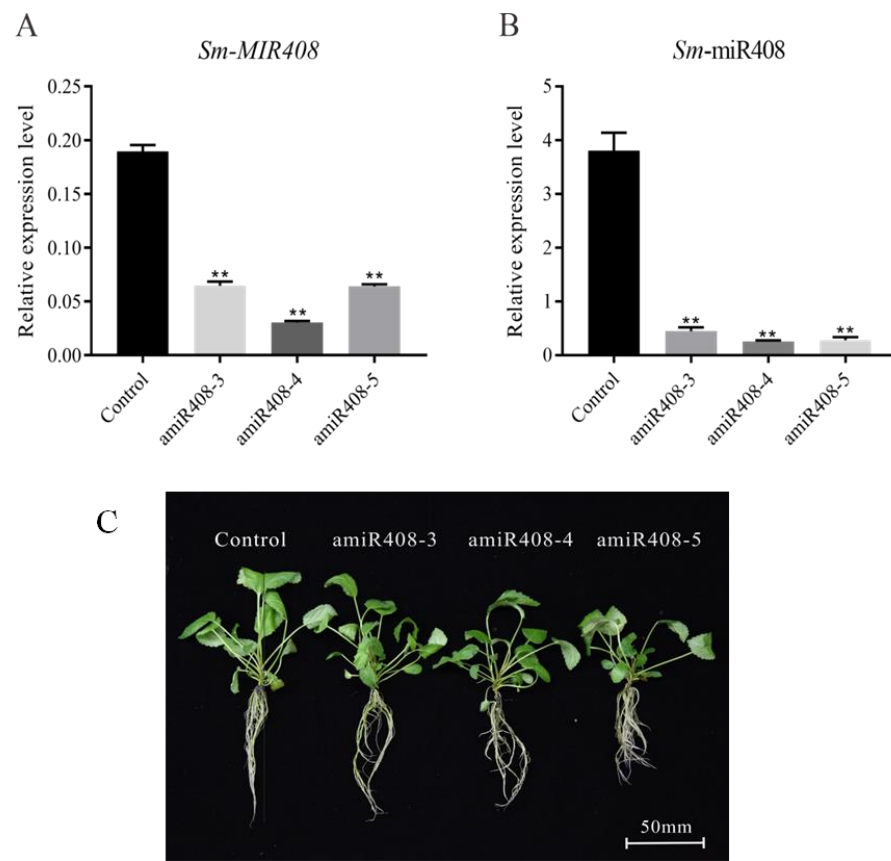 A
Sm-MIR408
Relative expression level
0.25
0.20
0.15
0.10
0.05
0.00
**
**
**
Control
amiR408-3
amiR408-4
amiR408-5
B
Sm-miR408
Relative expression level
5
4
3
2
1
0
**
**
**
Control
amiR408-3
amiR408-4
amiR408-5
C
Control amiR408-3 amiR408-4 amiR408-5
50mm